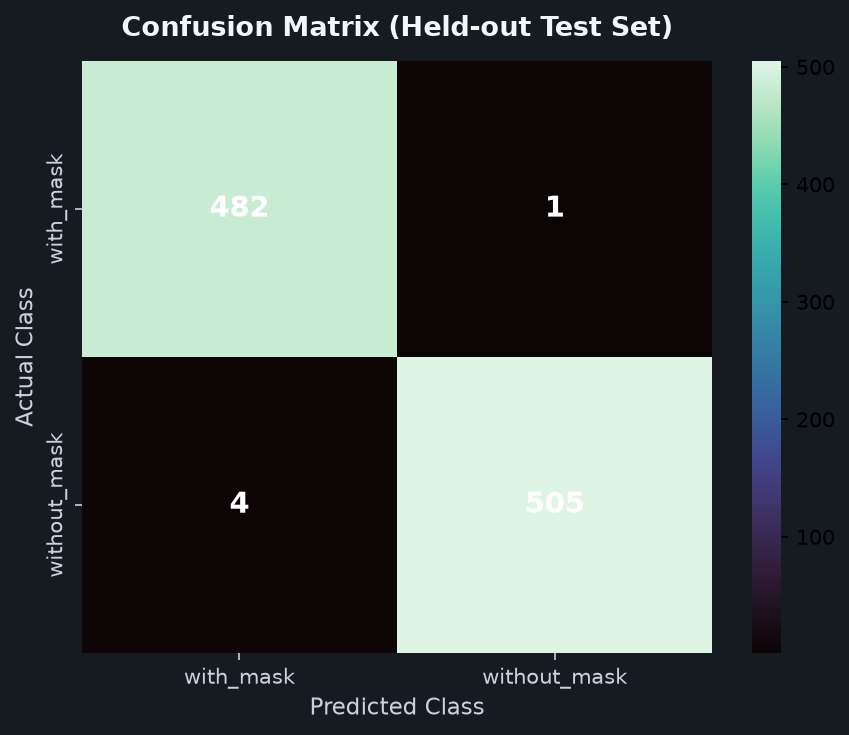 Confusion Matrix (Held-out Test Set)
Actual Class
with_mask
without_mask
482
1
4
505
with_mask
without_mask
Predicted Class
500
400
300
200
100